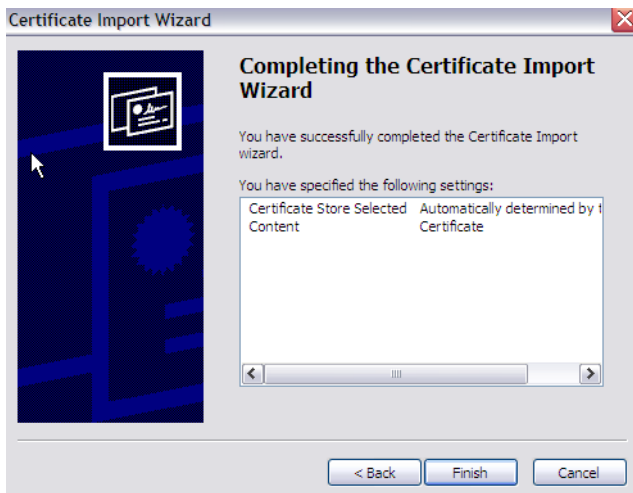 Certificate Import Wizard
Completing the Certificate Import
Wizard
You have successfully completed the Certificate Import
wizard.
You have specified the following settings:
Certificate Store Selected Automatically determined by t
Content Certificate
< Back Finish Cancel